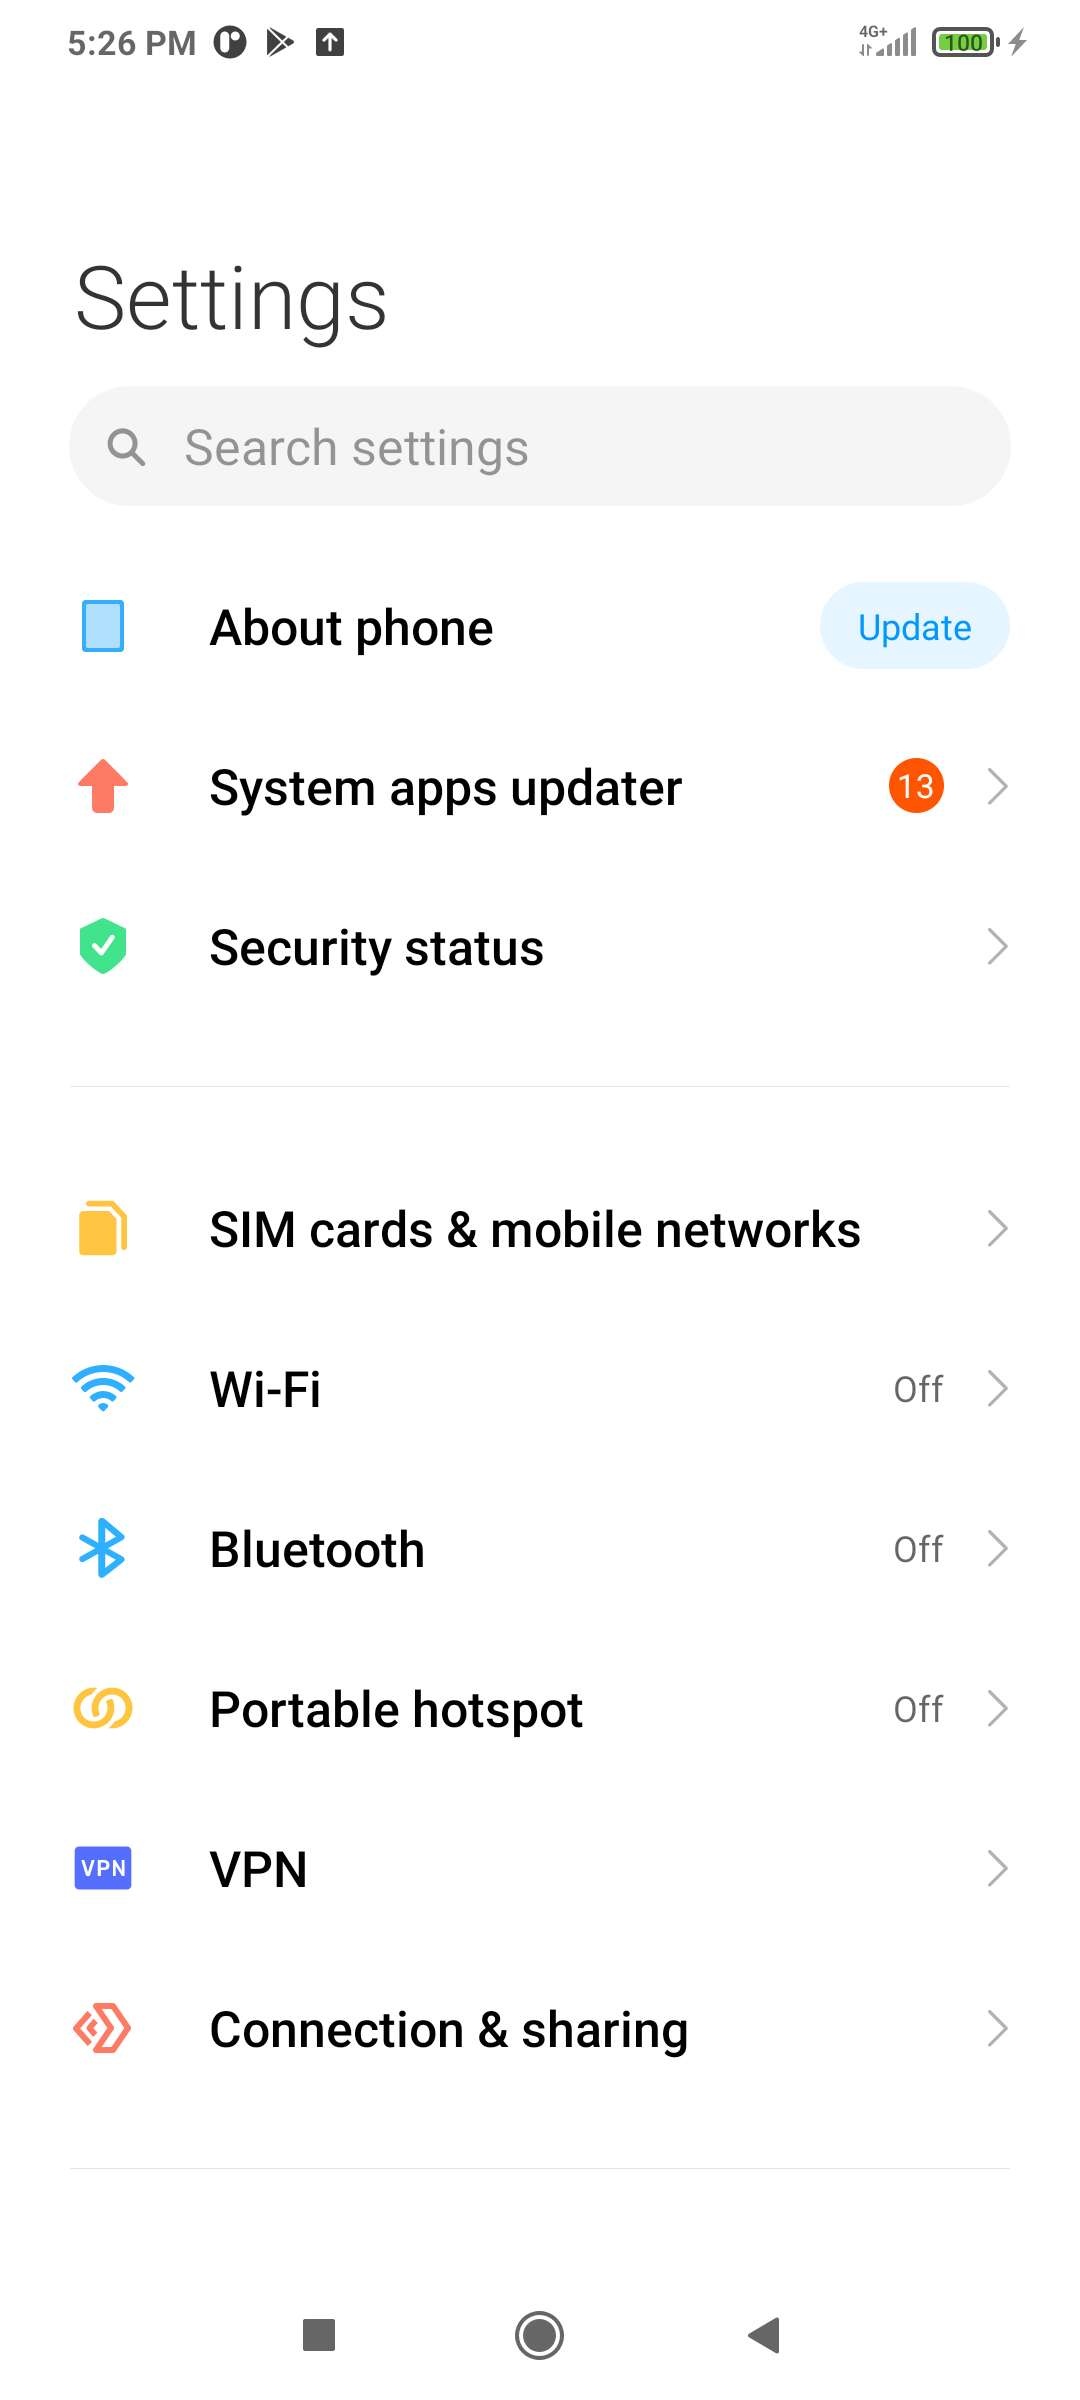 5:26 PM 4G+ 100
Settings
Search settings
About phone Update
System apps updater 13
Security status
SIM cards & mobile networks
Wi-Fi Off
Bluetooth Off
Portable hotspot Off
VPN VPN
Connection & sharing